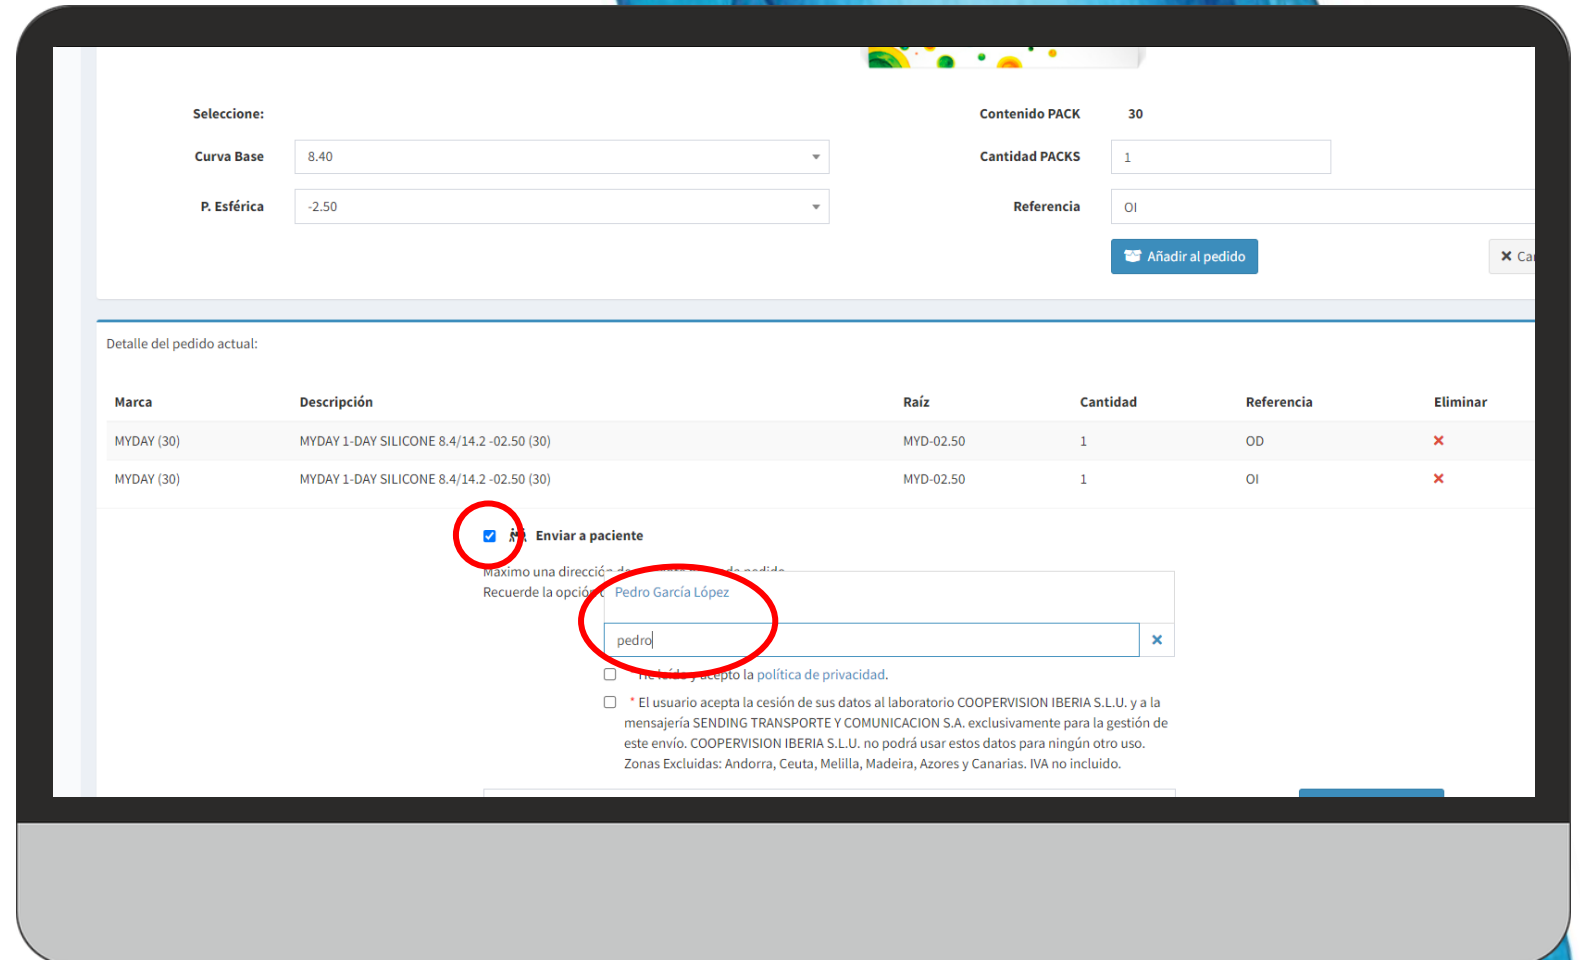 Seleccione:
Contenido PACK 30
Curva Base 8.40
Cantidad PACKS 1
P. Esférica -2.50
Referencia OI
Añadir al pedido
Detalle del pedido actual:
Marca Descripción Raíz Cantidad Referencia Eliminar
MYDAY (30) MYDAY 1-DAY SILICONE 8.4/14.2 -02.50 (30) MYD-02.50 1 OD
MYDAY (30) MYDAY 1-DAY SILICONE 8.4/14.2 -02.50 (30) MYD-02.50 1 OI
Enviar a paciente
Máximo una dirección
Recuerde la opción
Pedro García López
pedro
y acepto la política de privacidad.
* El usuario acepta la cesión de sus datos al laboratorio COOPERVISION IBERIA S.L.U. y a la
mensajería SENDING TRANSPORTE Y COMUNICACION S.A. exclusivamente para la gestión de
este envío. COOPERVISION IBERIA S.L.U. no podrá usar estos datos para ningún otro uso.
Zonas Excluidas: Andorra, Ceuta, Melilla, Madeira, Azores y Canarias. IVA no incluido.